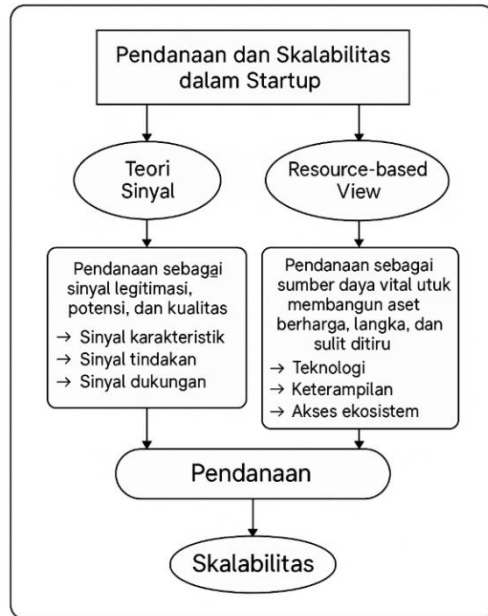 Pendanaan dan Skalabilitas
dalam Startup
Teori
Sinyal
Resource-based
View
Pendanaan sebagai
sinyal legitimasi,
potensi, dan kualitas
→ Sinyal karakteristik
→ Sinyal tindakan
→ Sinyal dukungan
Pendanaan sebagai
sumber daya vital utuk
membangun aset
berharga, langka, dan
sulit ditiru
→ Teknologi
→ Keterampilan
→ Akses ekosistem
Pendanaan
Skalabilitas